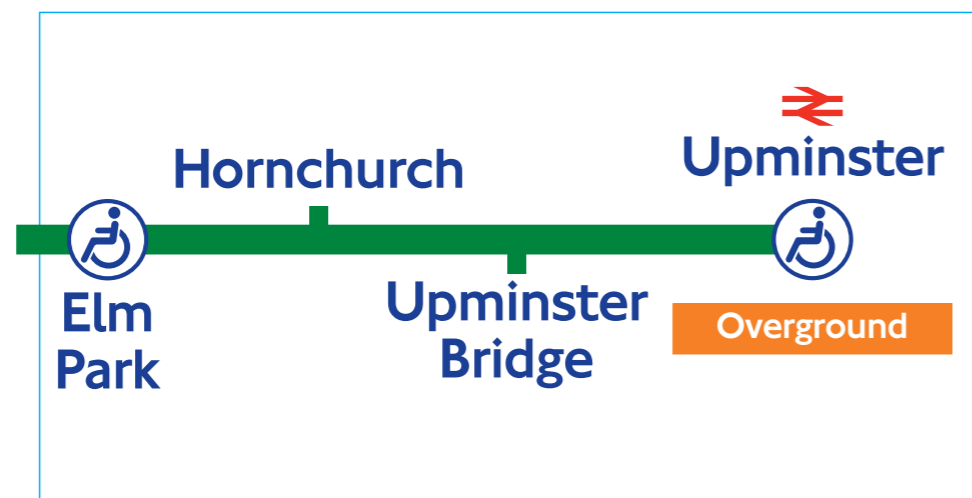 Hornchurch
Upminster
Elm
Park
Upminster
Bridge
Overground